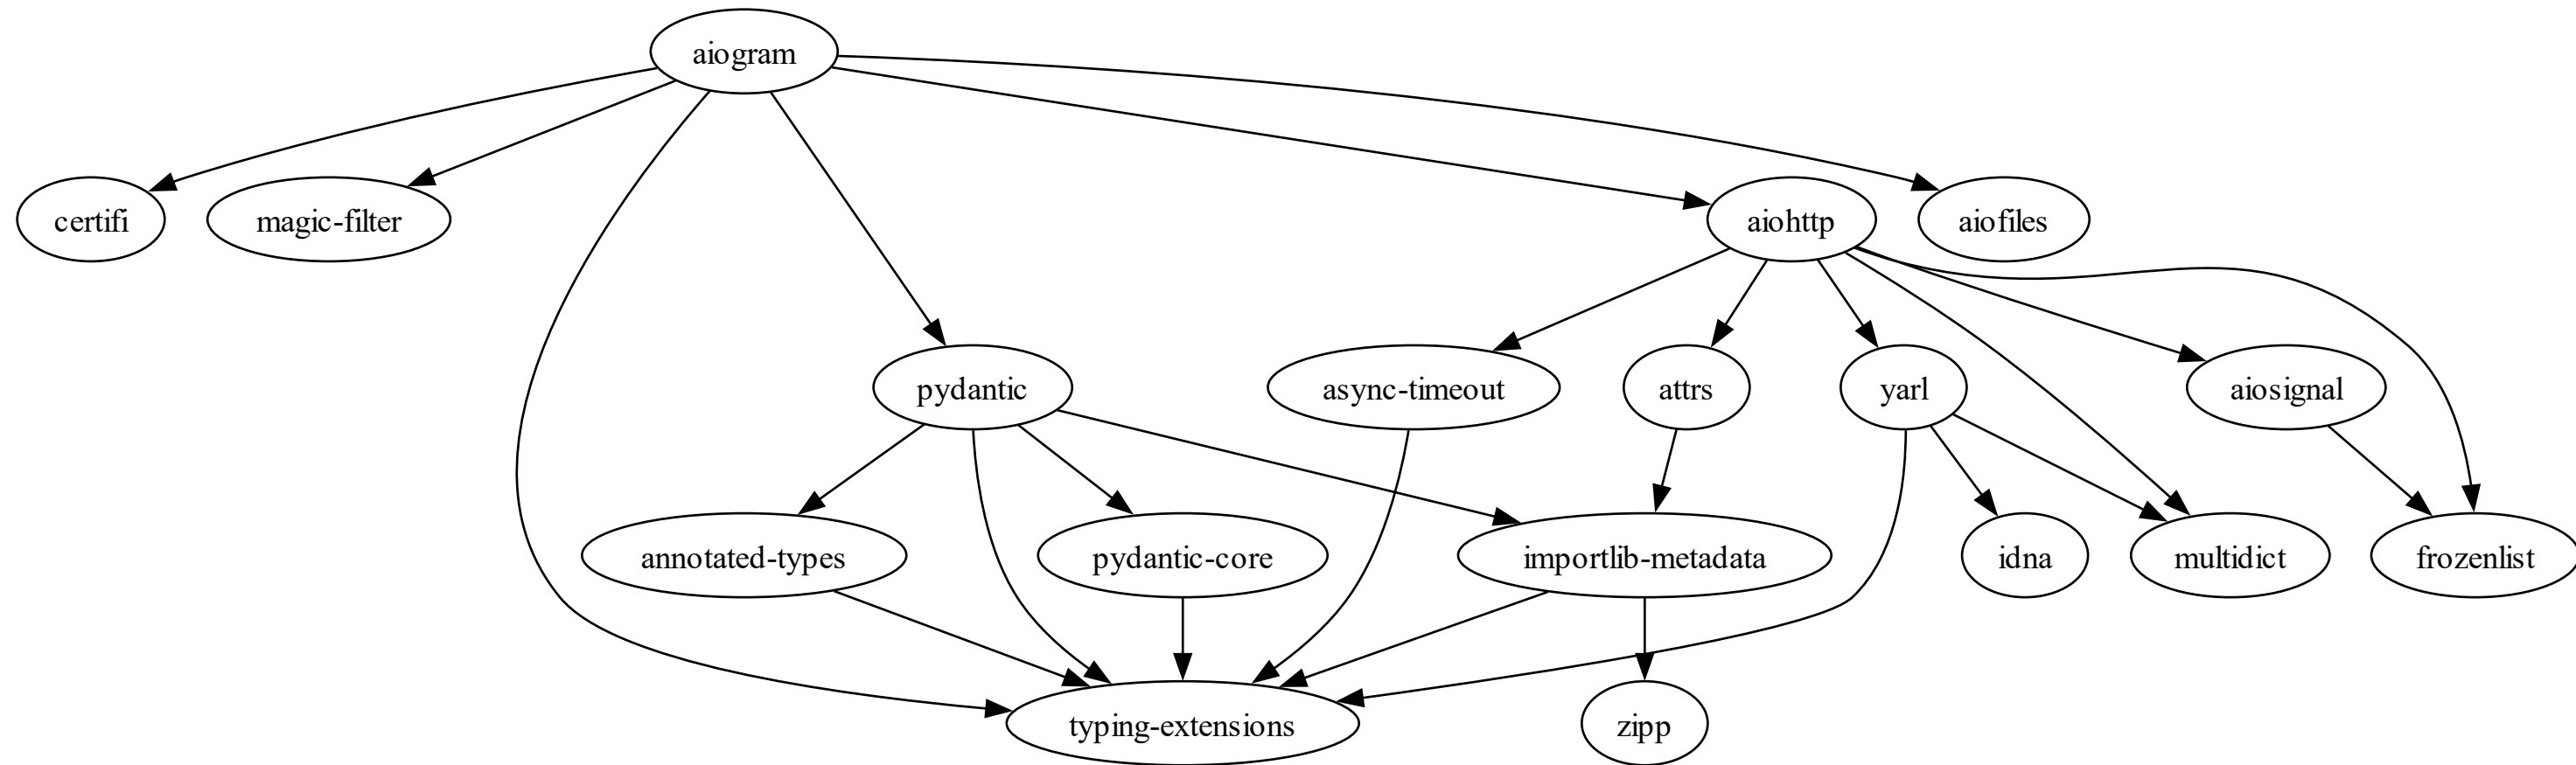 aiogram
certifi
magic-filter
aiohttp
aiofiles
pydantic
async-timeout
attrs
yarl
aiosignal
annotated-types
pydantic-core
importlib-metadata
idna
multidict
frozenlist
typing-extensions
zipp